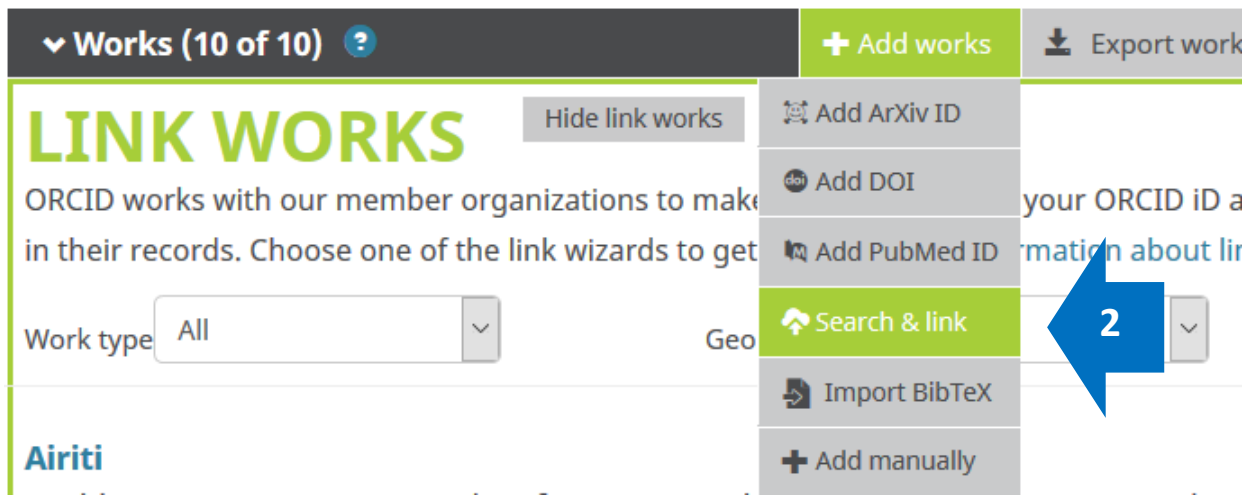 Works (10 of 10) ?
+ Add works
Export work
LINK WORKS
Hide link works
Add ArXiv ID
doi Add DOI
ORCID works with our member organizations to make your ORCID iD a
Add PubMed ID
in their records. Choose one of the link wizards to get about
Search & link
2
Work type All
Geo
Import BibTeX
Airiti
+ Add manually